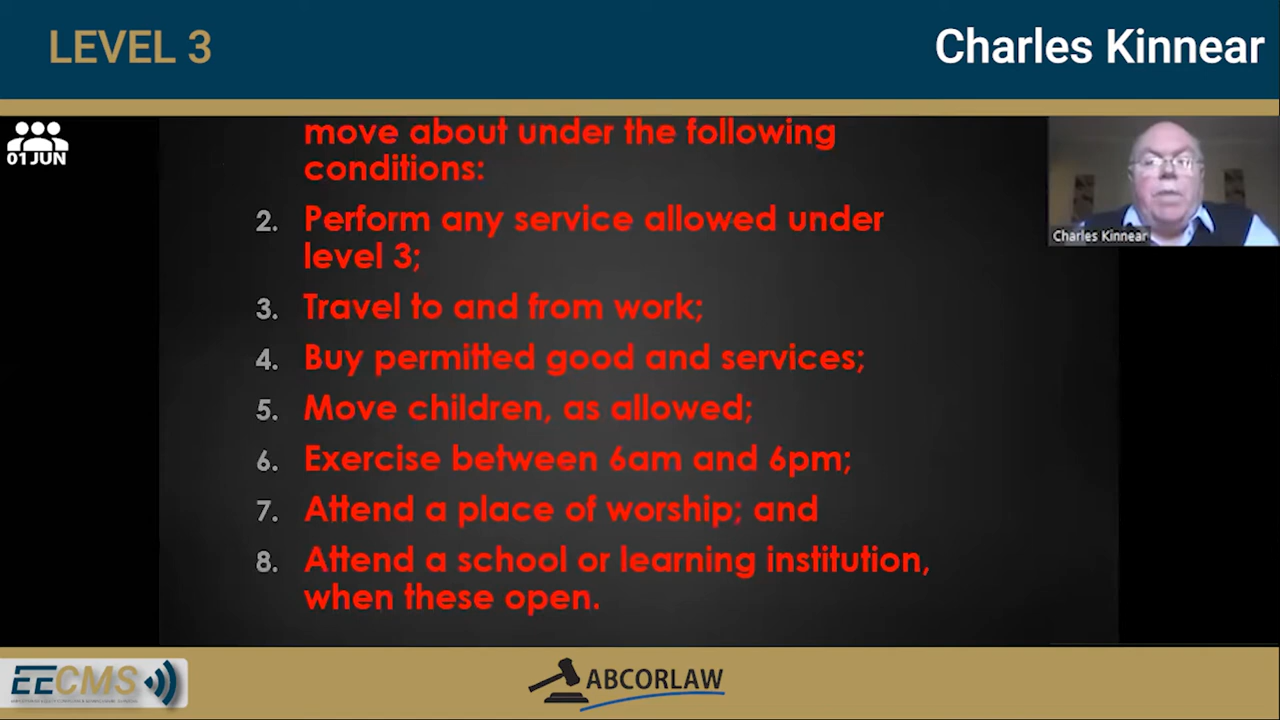 LEVEL 3
Charles Kinnear
01 JUN
move about under the following
conditions:
2. Perform any service allowed under
level 3;
3. Travel to and from work;
4. Buy permitted good and services;
5. Move children, as allowed;
6. Exercise between 6am and 6pm;
7. Attend a place of worship; and
8. Attend a school or learning institution,
when these open.
Charles Kinnear
EECMS
ABCORLAW